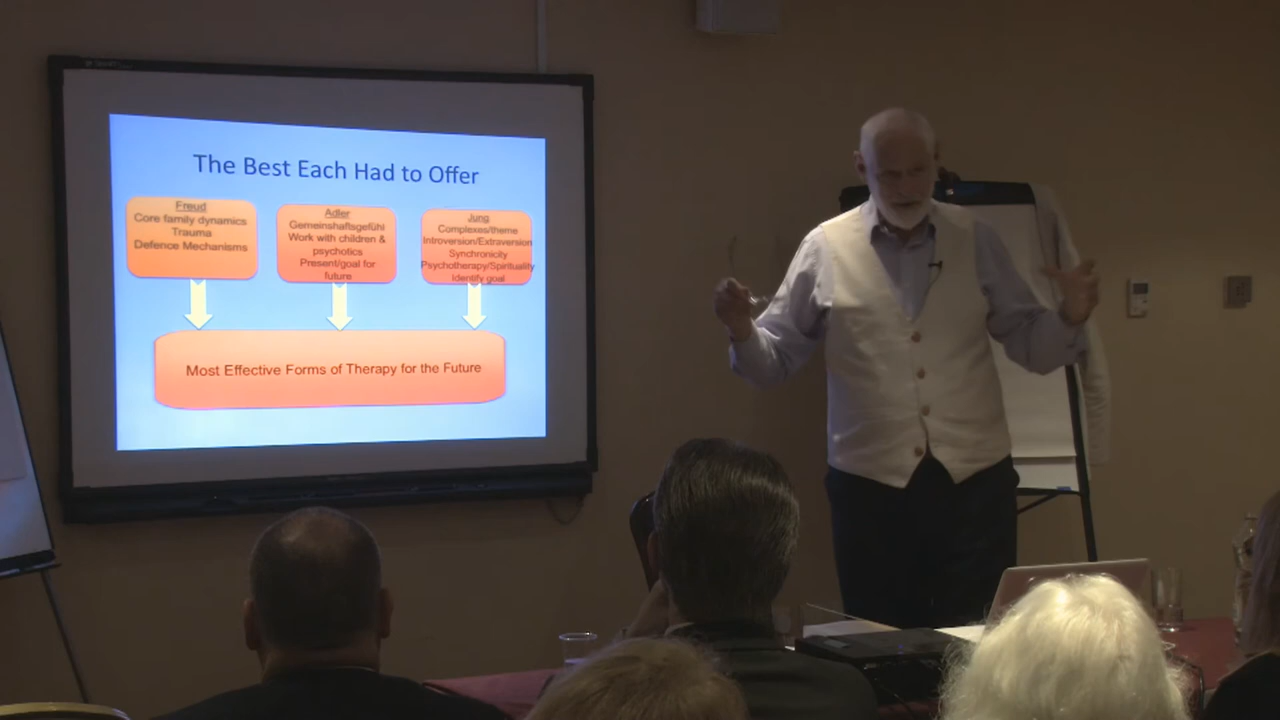 The Best Each Had to Offer
Freud
Core family dynamics
Trauma
Defence Mechanisms
Adler
Gemeinshaftsgefühl
Work with children &
psychotics
Present/goal for
future
Jung
Complexes/theme
Introversion/Extraversion
Synchronicity
Psychotherapy/Spirituality
Identify goal
Most Effective Forms of Therapy for the Future